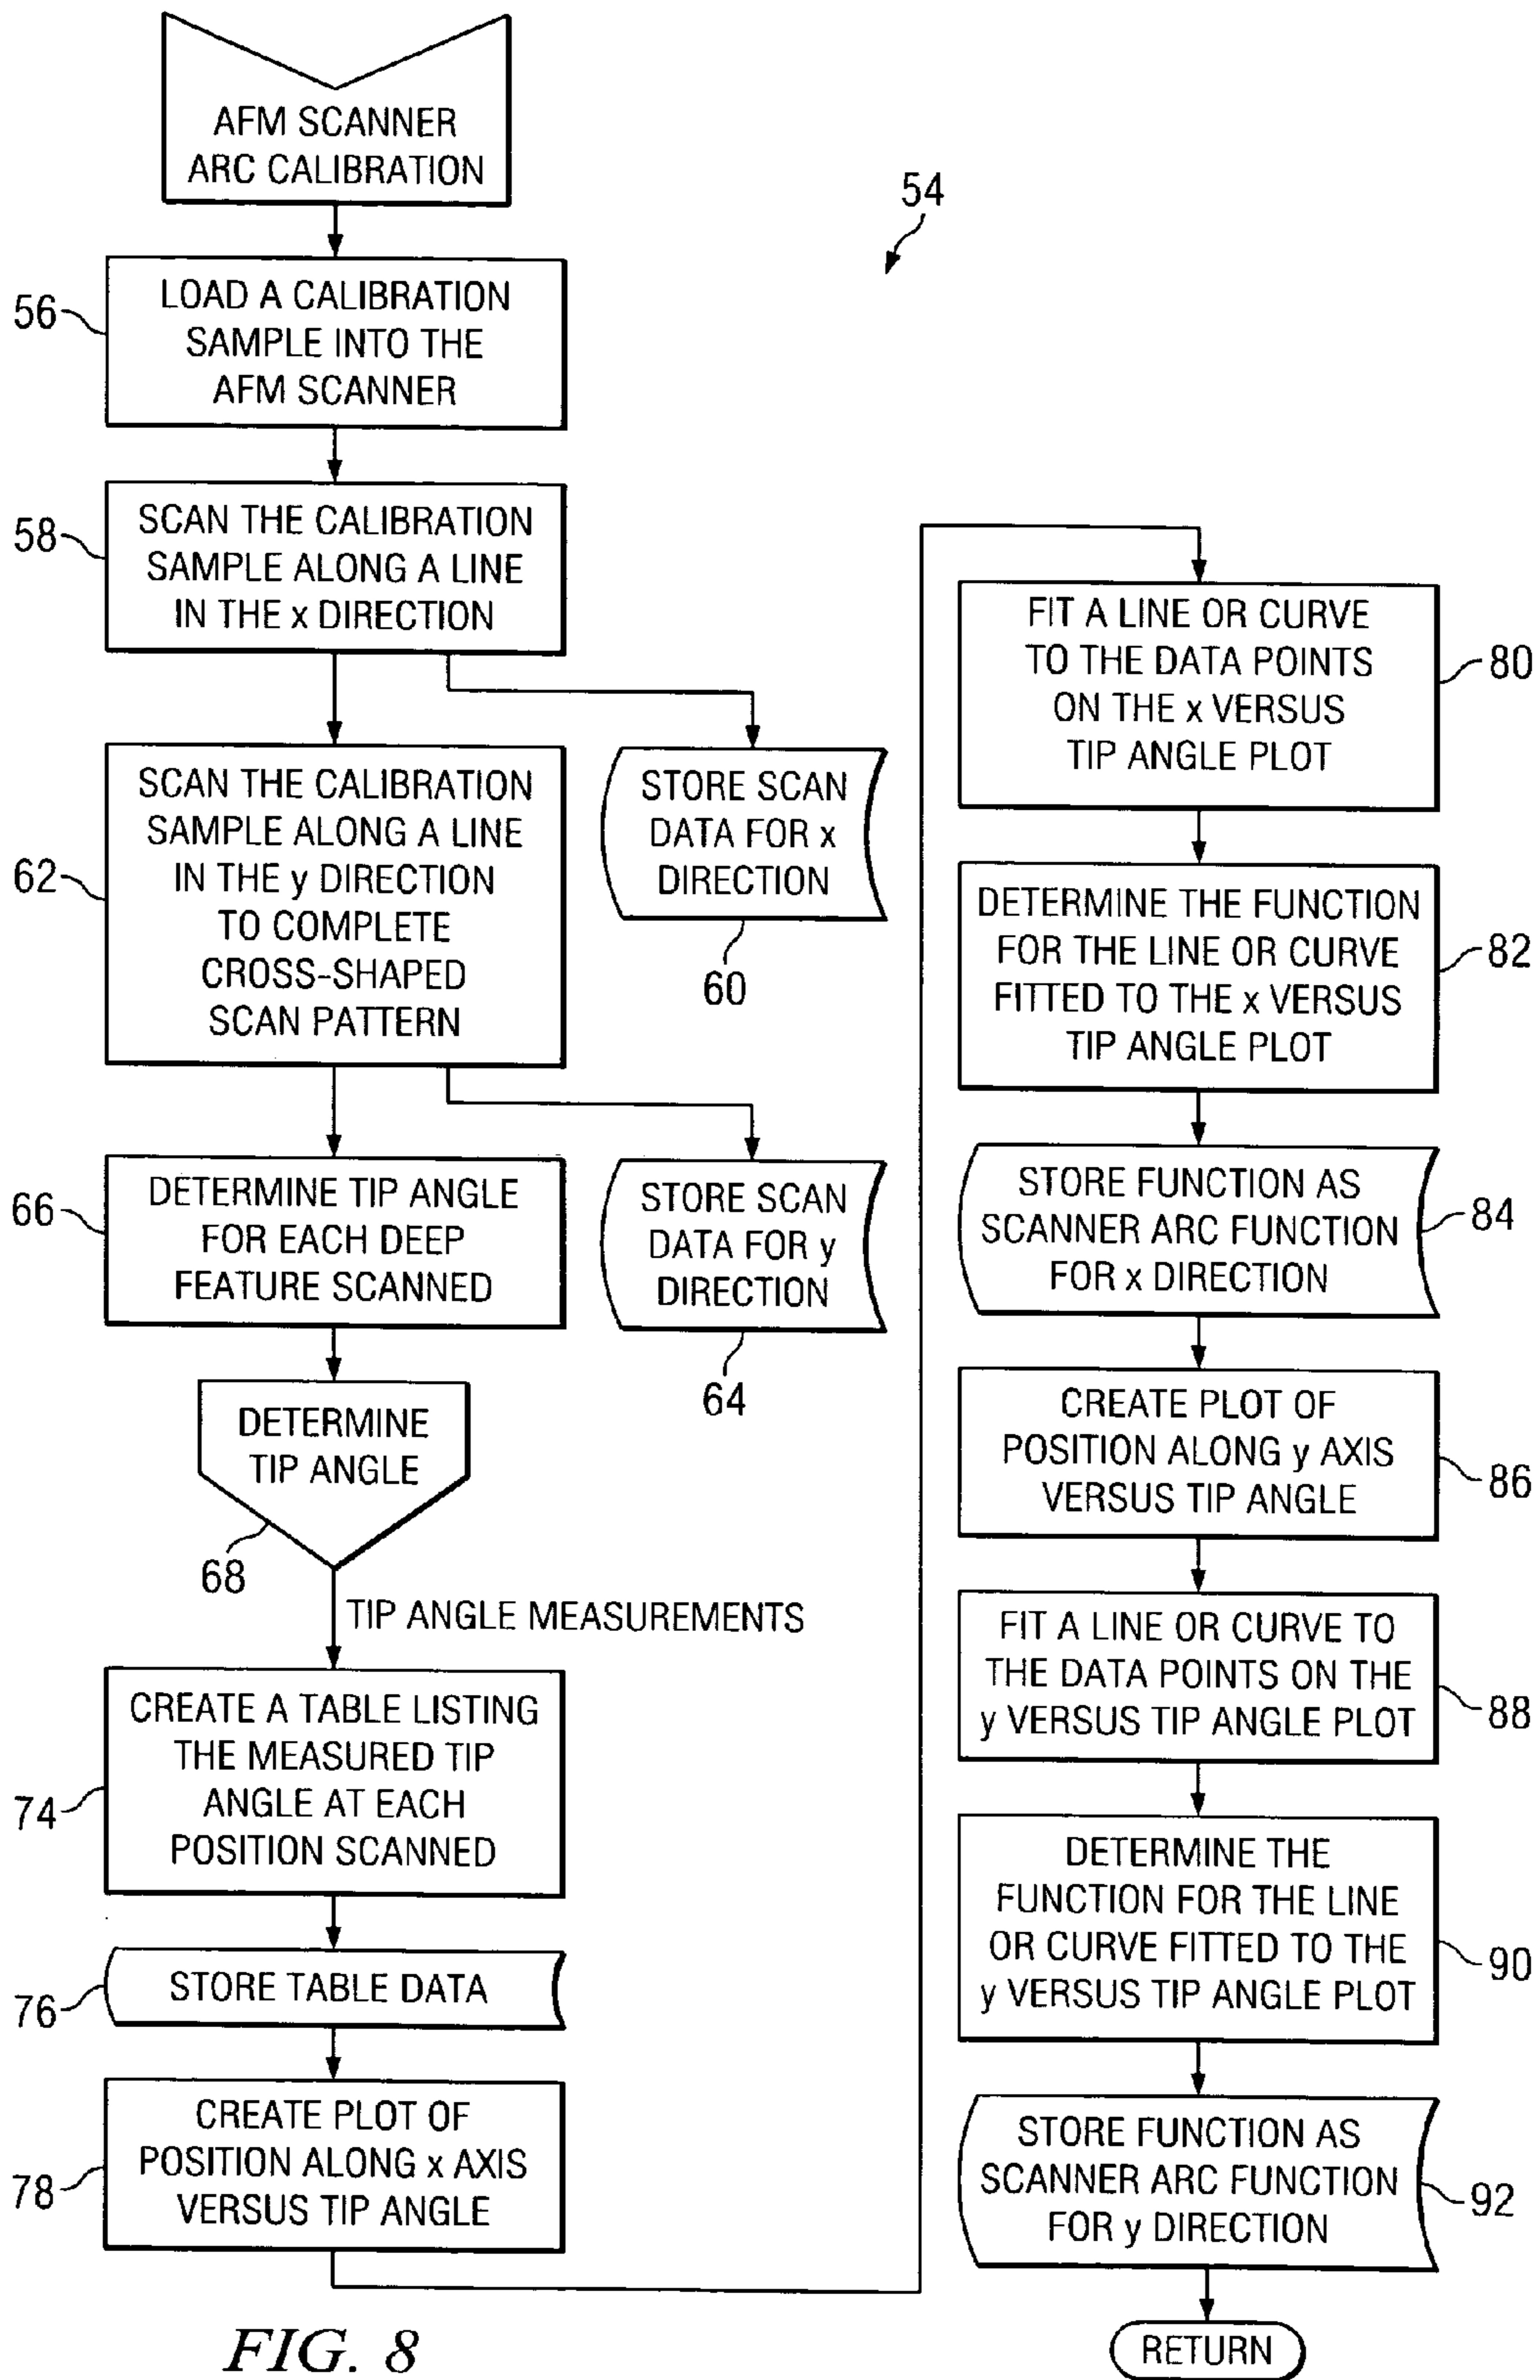 AFM SCANNER
ARC CALIBRATION
54
56
LOAD A CALIBRATION
SAMPLE INTO THE
AFM SCANNER
58
SCAN THE CALIBRATION
SAMPLE ALONG A LINE
IN THE x DIRECTION
STORE SCAN
DATA FOR x
DIRECTION
60
62
SCAN THE CALIBRATION
SAMPLE ALONG A LINE
IN THE y DIRECTION
TO COMPLETE
CROSS-SHAPED
SCAN PATTERN
STORE SCAN
DATA FOR y
DIRECTION
64
66
DETERMINE TIP ANGLE
FOR EACH DEEP
FEATURE SCANNED
DETERMINE
TIP ANGLE
68
TIP ANGLE MEASUREMENTS
74
CREATE A TABLE LISTING
THE MEASURED TIP
ANGLE AT EACH
POSITION SCANNED
76
STORE TABLE DATA
78
CREATE PLOT OF
POSITION ALONG x AXIS
VERSUS TIP ANGLE
FIT A LINE OR CURVE
TO THE DATA POINTS
ON THE x VERSUS
TIP ANGLE PLOT
80
DETERMINE THE FUNCTION
FOR THE LINE OR CURVE
FITTED TO THE x VERSUS
TIP ANGLE PLOT
82
STORE FUNCTION AS
SCANNER ARC FUNCTION
FOR x DIRECTION
84
CREATE PLOT OF
POSITION ALONG y AXIS
VERSUS TIP ANGLE
86
FIT A LINE OR CURVE TO
THE DATA POINTS ON THE
y VERSUS TIP ANGLE PLOT
88
DETERMINE THE
FUNCTION FOR THE LINE
OR CURVE FITTED TO THE
y VERSUS TIP ANGLE PLOT
90
STORE FUNCTION AS
SCANNER ARC FUNCTION
FOR y DIRECTION
92
RETURN
FIG. 8